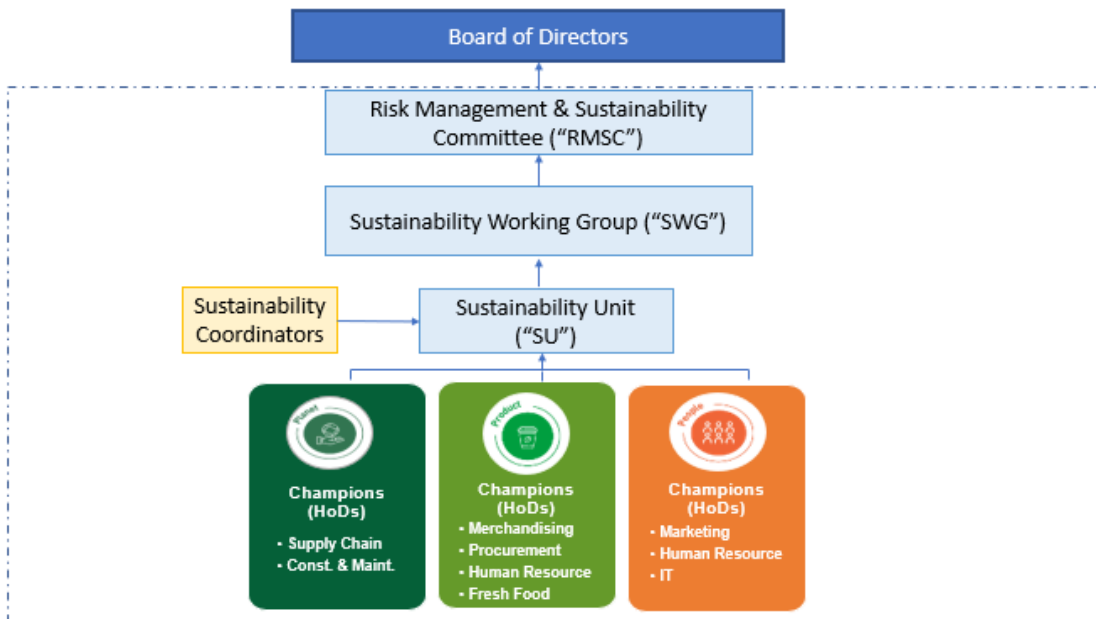 Board of Directors
Risk Management & Sustainability
Committee (“RMSC”)
Sustainability Working Group (“SWG”)
Sustainability
Coordinators
Sustainability Unit
(“SU”)
Planet
Champions
(HoDs)
- Supply Chain
- Const. & Maint.
Product
Champions
(HoDs)
- Merchandising
- Procurement
- Human Resource
- Fresh Food
People
Champions
(HoDs)
- Marketing
- Human Resource
- IT